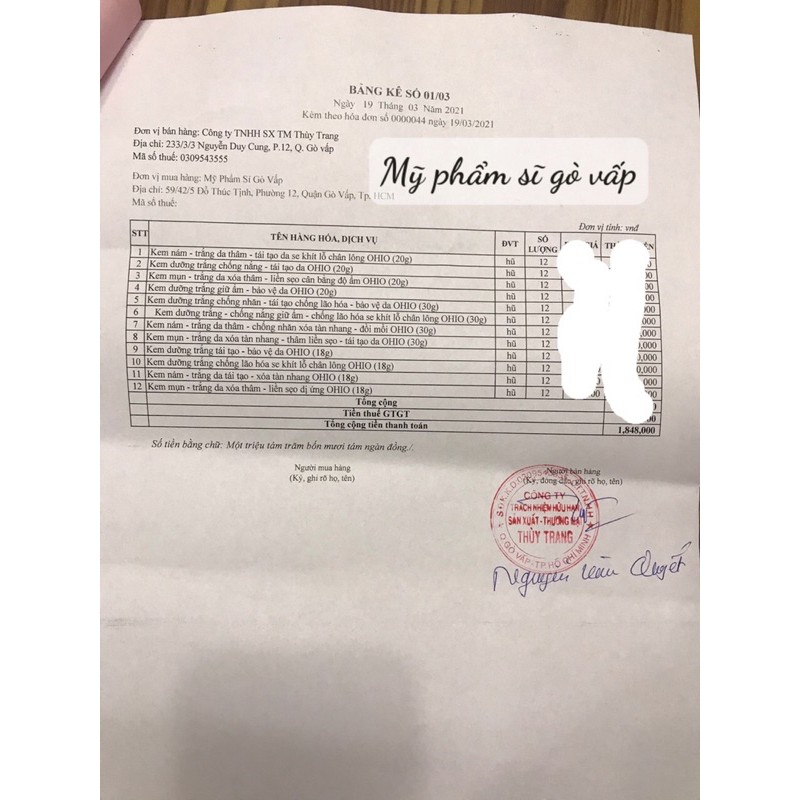 BẢNG KÊ SỐ 01/03
Ngày 19 Tháng 03 Năm 2021
Kèm theo hóa đơn số 0000044 ngày 19/03/2021
Đơn vị bán hàng: Công ty TNHH SX TM Thùy Trang
Địa chỉ: 233/3/3 Nguyễn Duy Cung, P.12, Q. Gò vấp
Mã số thuế: 0309543555
Mỹ phẩm sĩ gò vấp
Đơn vị mua hàng: Mỹ Phẩm Sỉ Gò Vấp
Địa chỉ: 59/42/5 Đỗ Thúc Tịnh, Phường 12, Quận Gò Vấp, Tp. HCM
Mã số thuế:
Đơn vị tính: vnđ
STT TÊN HÀNG HÓA, DỊCH VỤ ĐVT SỐ LƯỢNG
1 Kem nám - trắng da thâm - tái tạo da se khít lỗ chân lông OHIO (20g) hũ 12
2 Kem dưỡng trắng chống nắng - tái tạo da OHIO (20g) hũ 12
3 Kem mụn - trắng da xóa thâm - liền sẹo cân bằng độ ẩm OHIO (20g) hũ 12
4 Kem dưỡng trắng giữ ẩm - bảo vệ da OHIO (20g) hũ 12
5 Kem dưỡng trắng chống nhăn - tái tạo chống lão hóa - bảo vệ da OHIO (30g) hũ 12
6 Kem dưỡng trắng - chống nắng giữ ẩm - chống lão hóa se khít lỗ chân lông OHIO (30g) hũ 12
7 Kem nám - trắng da thâm - chống nhăn xóa tàn nhang - đồi mồi OHIO (30g) hũ 12 ,000
8 Kem mụn - trắng da xóa tàn nhang - thâm liền sẹo - tái tạo da OHIO (30g) hũ 12 ,000
9 Kem dưỡng trắng tái tạo - bảo vệ da OHIO (18g) hũ 12 0,000
10 Kem dưỡng trắng chống lão hóa se khít lỗ chân lông OHIO (18g) hũ 12 0,000
11 Kem nám - trắng da tái tạo - xóa tàn nhang OHIO (18g) hũ 12 ,000
12 Kem mụn - trắng da xóa thâm - liền sẹo dị ứng OHIO (18g) hũ 12 ,000
Tổng cộng
Tiền thuế GTGT
Tổng cộng tiền thanh toán 1,848,000
Số tiền bằng chữ: Một triệu tám trăm bốn mươi tám ngàn đồng./.
Người mua hàng Người bán hàng
(Ký, ghi rõ họ, tên) (Ký, đóng dấu, ghi rõ họ, tên)
CÔNG TY
TRÁCH NHIỆM HỮU HẠN
SẢN XUẤT - THƯƠNG MẠI
THÙY TRANG
Q.GÒ VẤP - TP.HỒ CHÍ MINH
Nguyễn Văn Quyết